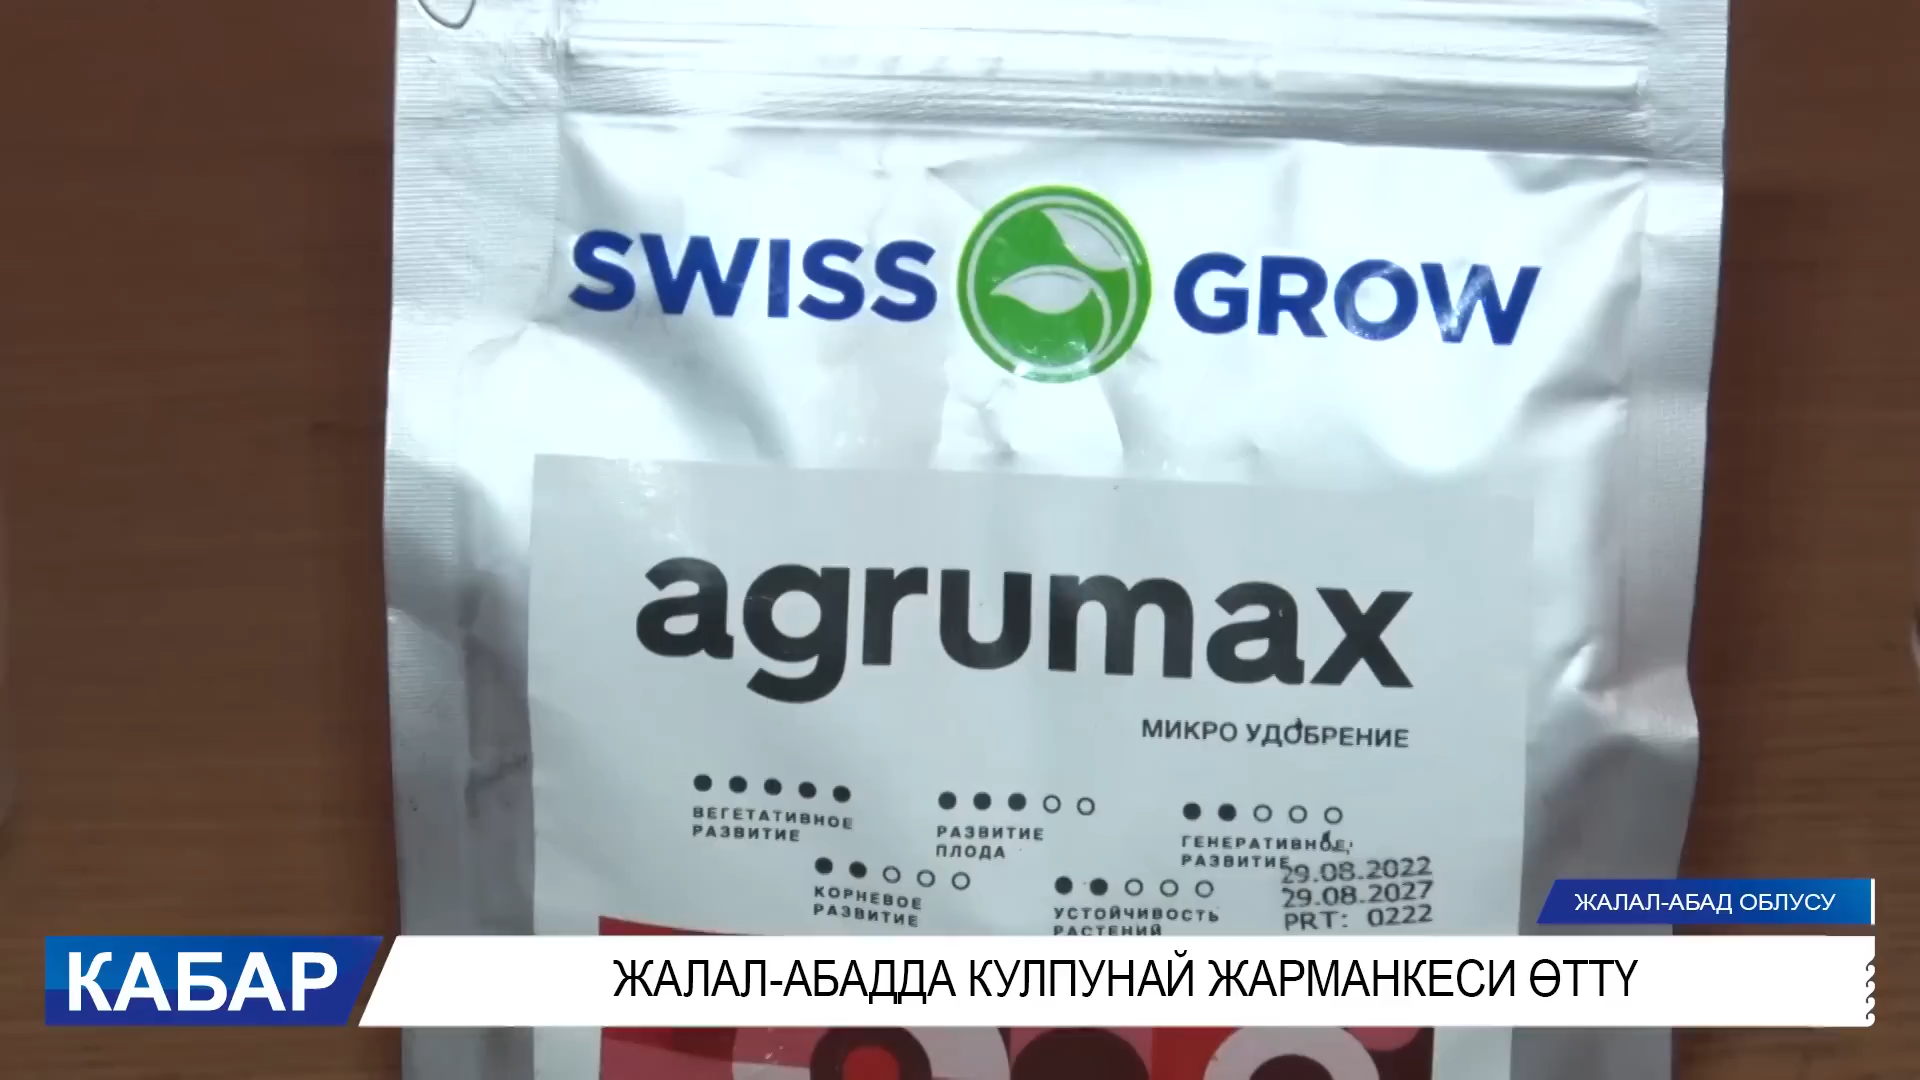 SWISS GROW
agrumax
МИКРО УДОБРЕНИЕ
ВЕГЕТАТИВНОЕ
РАЗВИТИЕ
РАЗВИТИЕ
ПЛОДА
ГЕНЕРАТИВНОЕ
РАЗВИТИЕ
КОРНЕВОЕ
РАЗВИТИЕ
УСТОЙЧИВОСТЬ
РАСТЕНИЙ
29.08.2022
29.08.2027
PRT: 0222
ЖАЛАЛ-АБАД ОБЛУСУ
КАБАР
ЖАЛАЛ-АБАДДА КУЛПУНАЙ ЖАРМАНКЕСИ ӨТТҮ